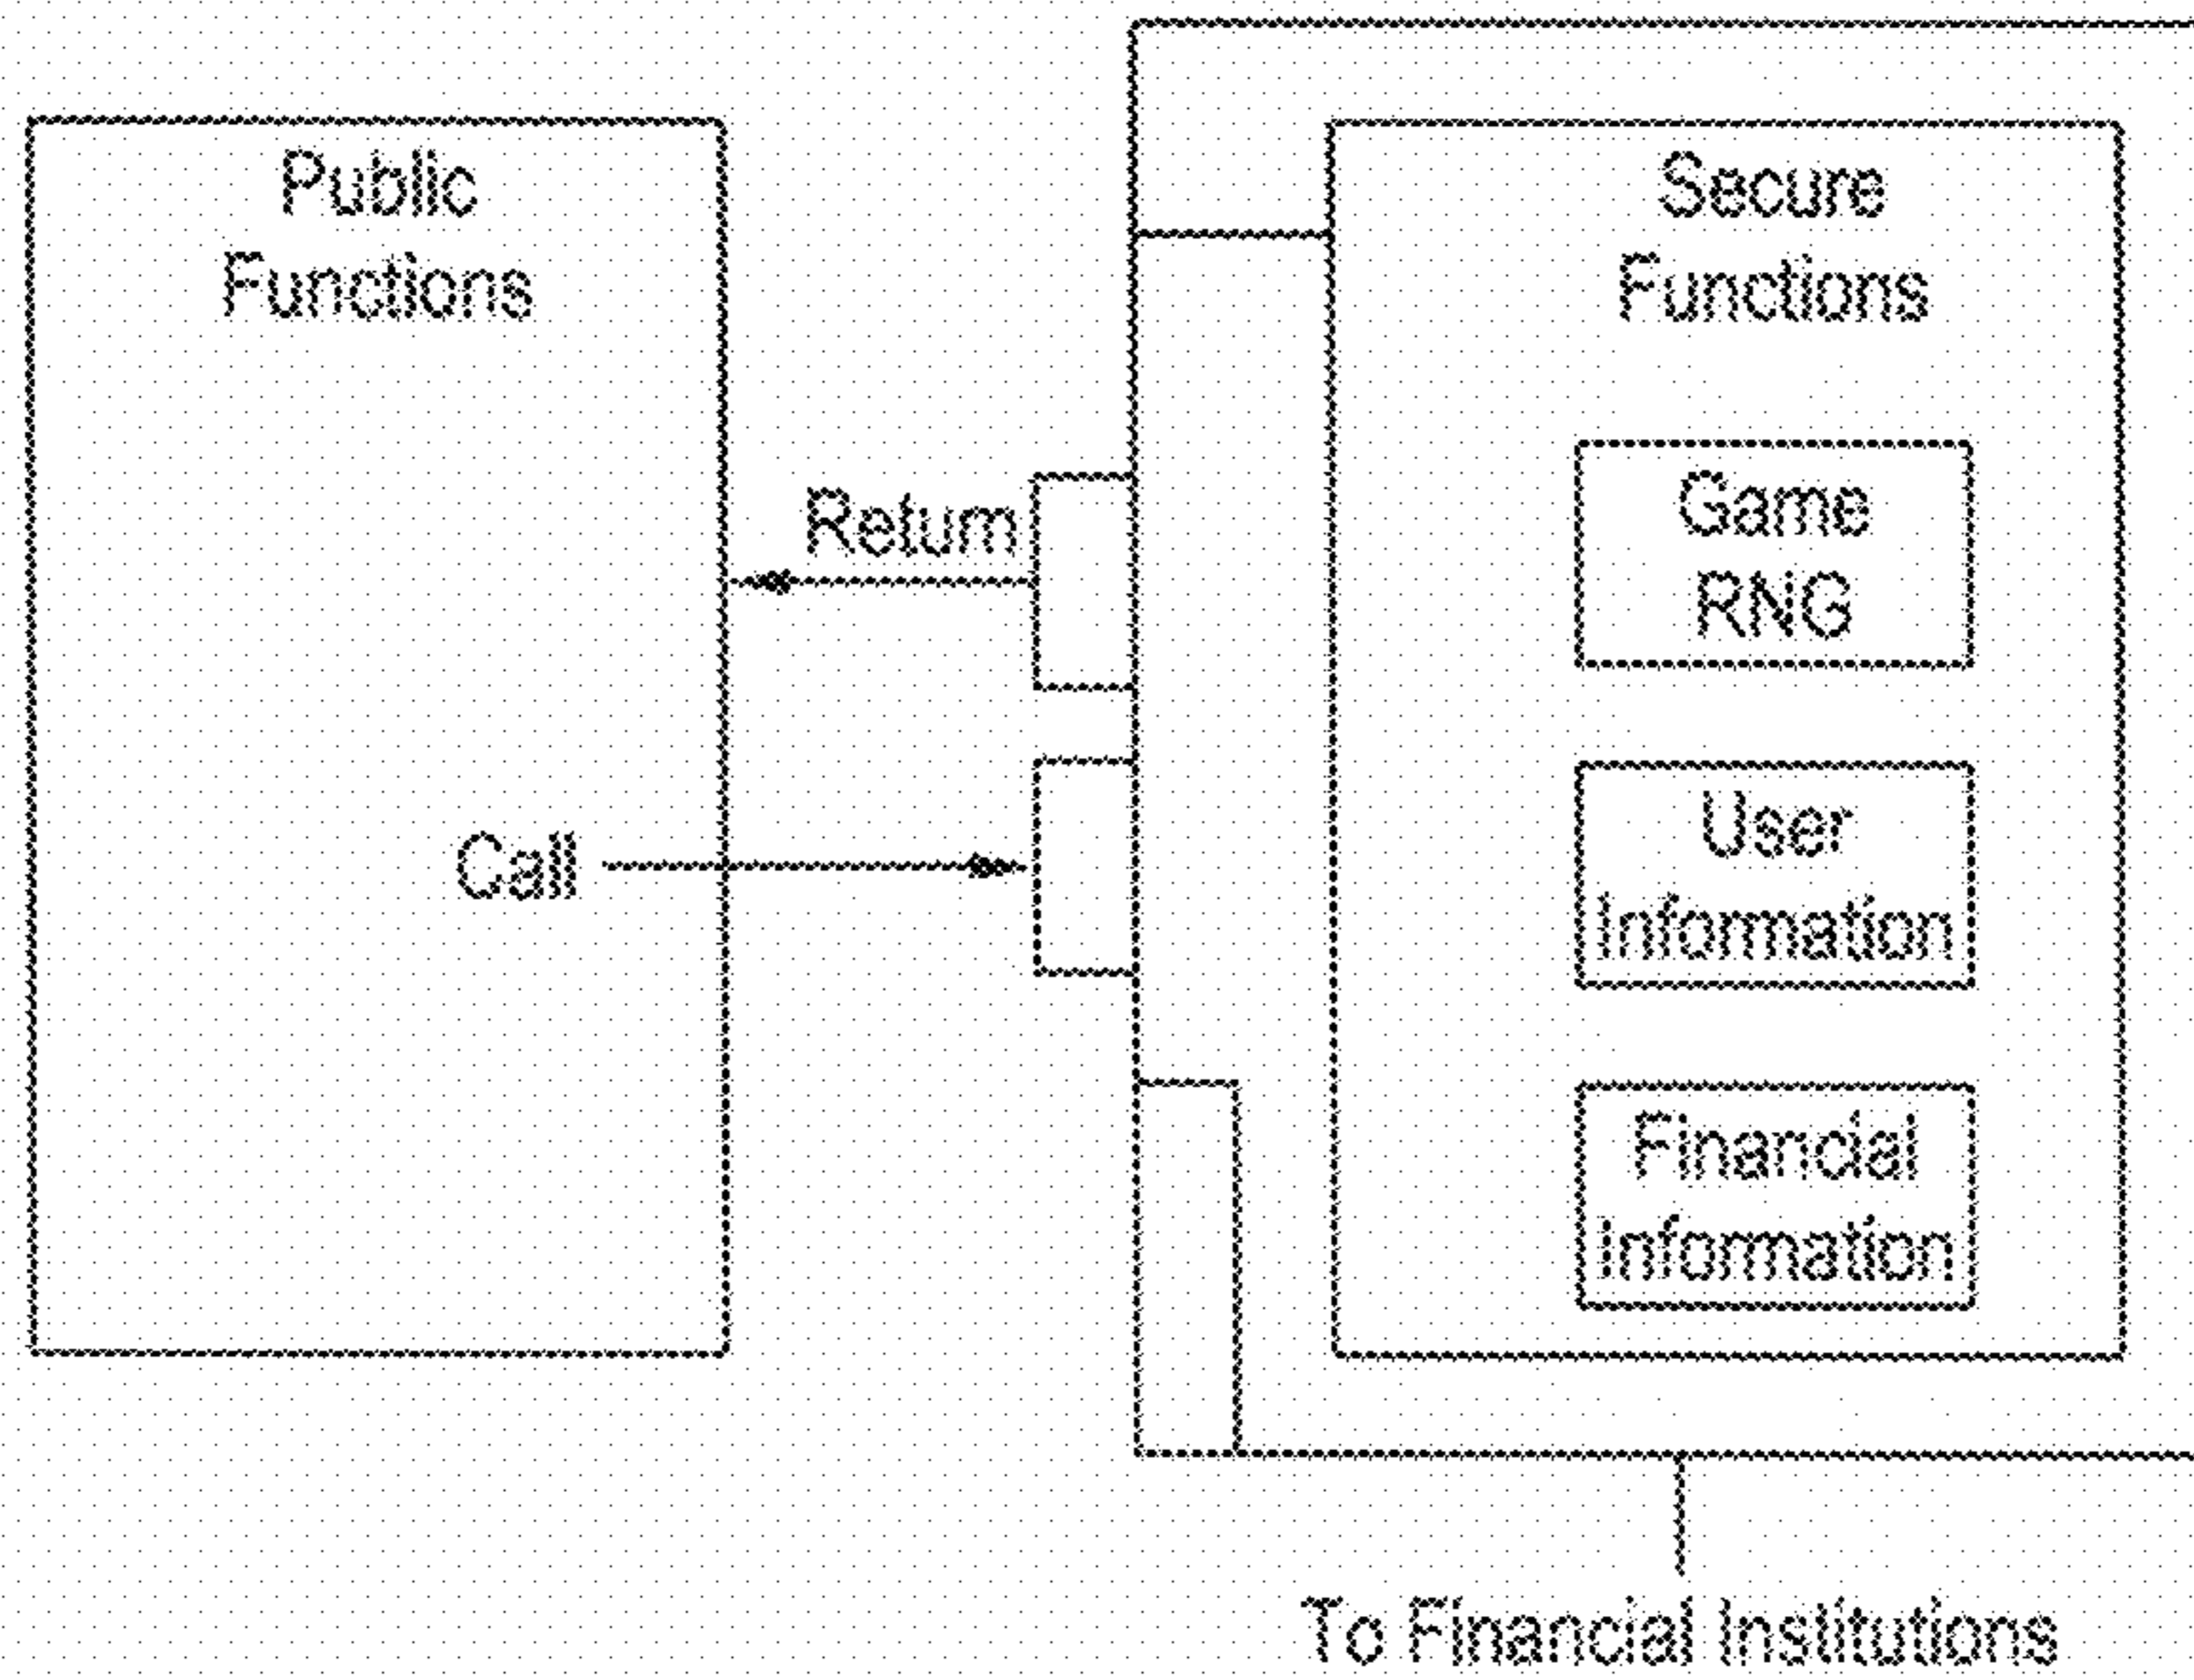 Public
Functions
Secure
Functions
Return
Game
RNG
Call
User
Information
Financial
Information
To Financial Institutions